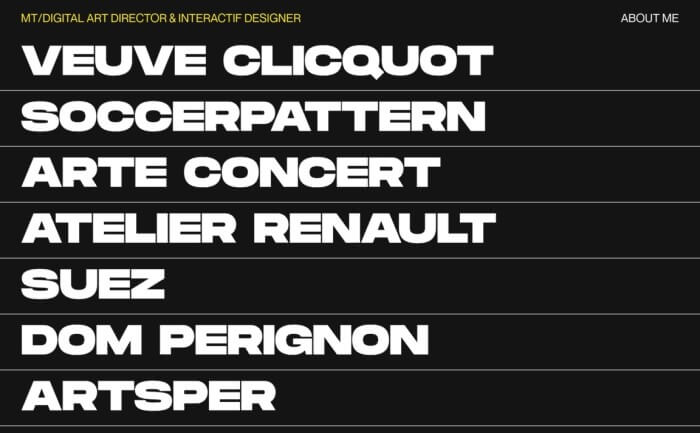 MT/DIGITAL ART DIRECTOR & INTERACTIF DESIGNER
ABOUT ME
VEUVE CLICQUOT
SOCCERPATTERN
ARTE CONCERT
ATELIER RENAULT
SUEZ
DOM PERIGNON
ARTSPER